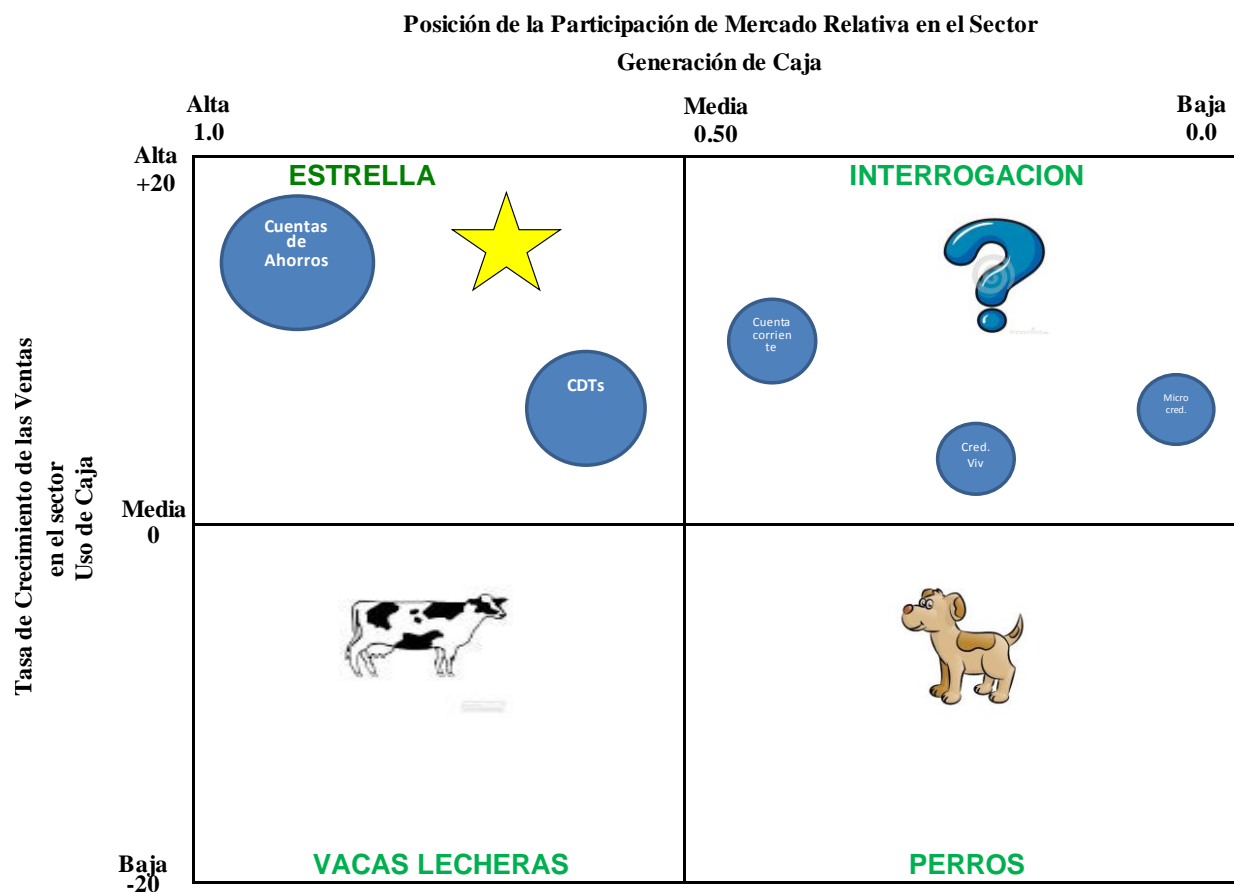 Posición de la Participación de Mercado Relativa en el Sector
Generación de Caja
Alta
1.0
Media
0.50
Baja
0.0
Alta
+20
ESTRELLA
INTERROGACION
Cuentas
de
Ahorros
Cuenta
corrien
te
CDTs
Micro
cred.
Cred.
Viv
Tasa de Crecimiento de las Ventas
en el sector
Uso de Caja
Media
0
VACAS LECHERAS
PERROS
Baja
-20